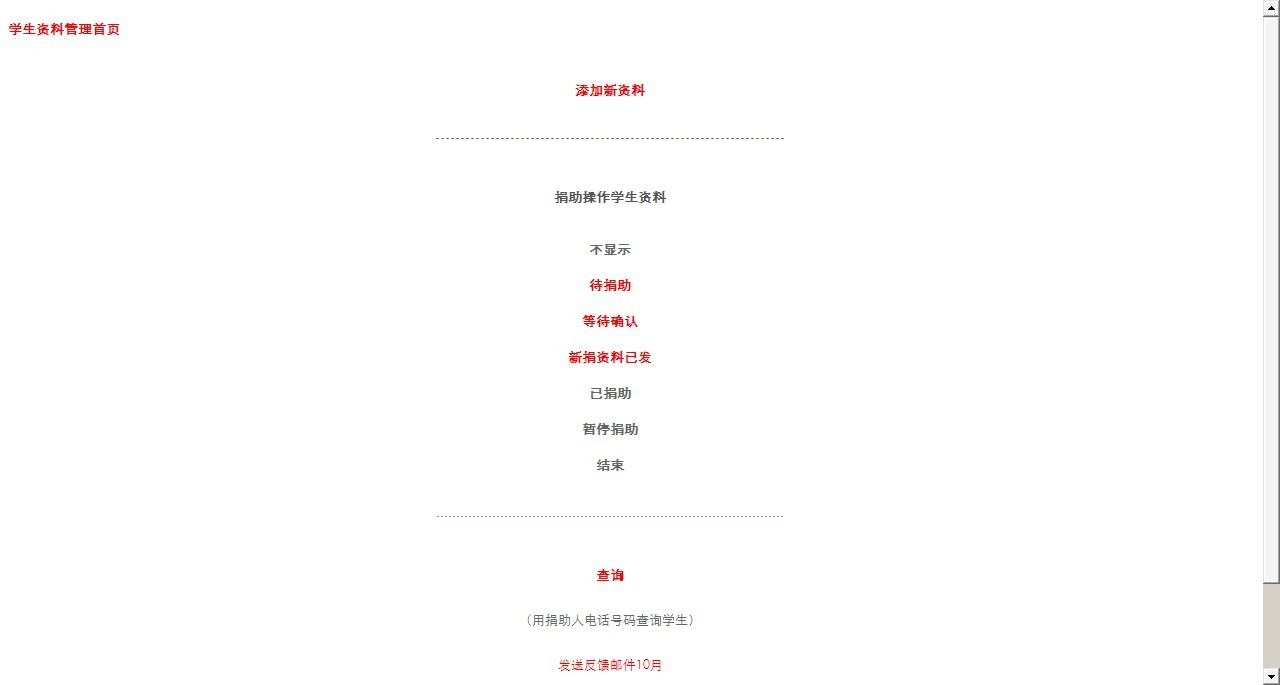 学生资料管理首页
添加新资料
捐助操作学生资料
不显示
待捐助
等待确认
新捐资料已发
已捐助
暂停捐助
结束
查询
（用捐助人电话号码查询学生）
发送反馈邮件10月